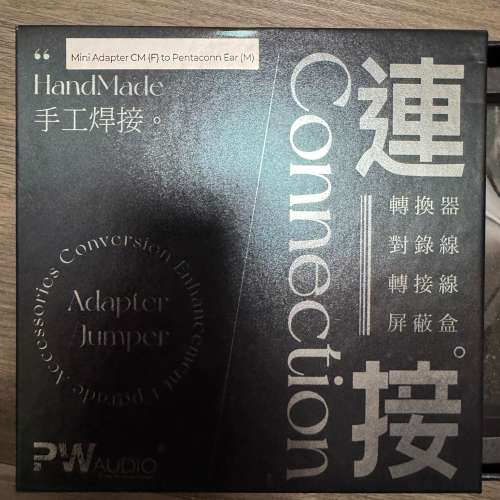 Mini Adapter CM (F) to Pentaconn Ear (M)
“
HandMade
手工焊接。
連接。
Connection
轉換器
對錄線
轉接線
屏蔽盒
Accessories Conversion Enhancement Upgrade
Adapter
Jumper
PW AUDIO